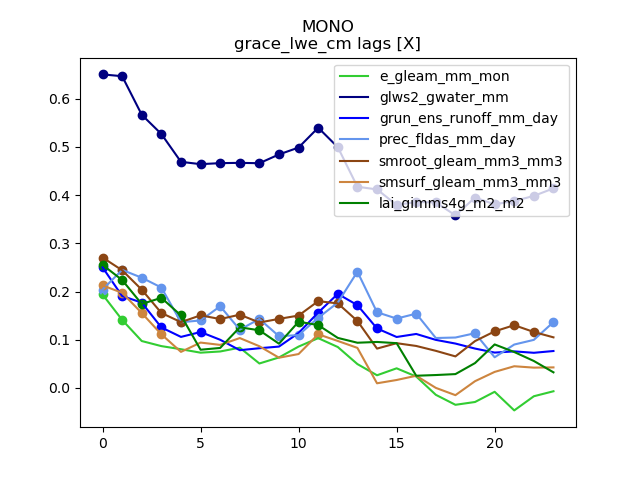 MONO
grace_lwe_cm lags [X]
e_gleam_mm_mon
glws2_gwater_mm
grun_ens_runoff_mm_day
prec_fldas_mm_day
smroot_gleam_mm3_mm3
smsurf_gleam_mm3_mm3
lai_gimms4g_m2_m2
0.6
0.5
0.4
0.3
0.2
0.1
0.0
0 5 10 15 20